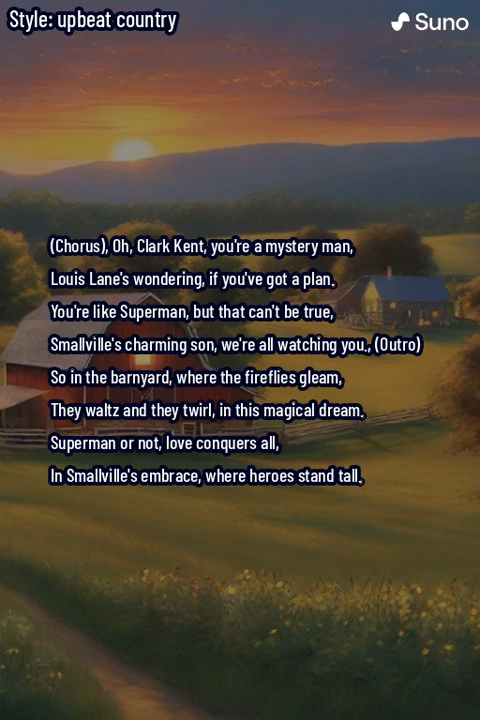 Style: upbeat country
Suno
(Chorus), Oh, Clark Kent, you're a mystery man,
Louis Lane's wondering, if you've got a plan.
You're like Superman, but that can't be true,
Smallville's charming son, we're all watching you., (Outro)
So in the barnyard, where the fireflies gleam,
They waltz and they twirl, in this magical dream.
Superman or not, love conquers all,
In Smallville's embrace, where heroes stand tall.